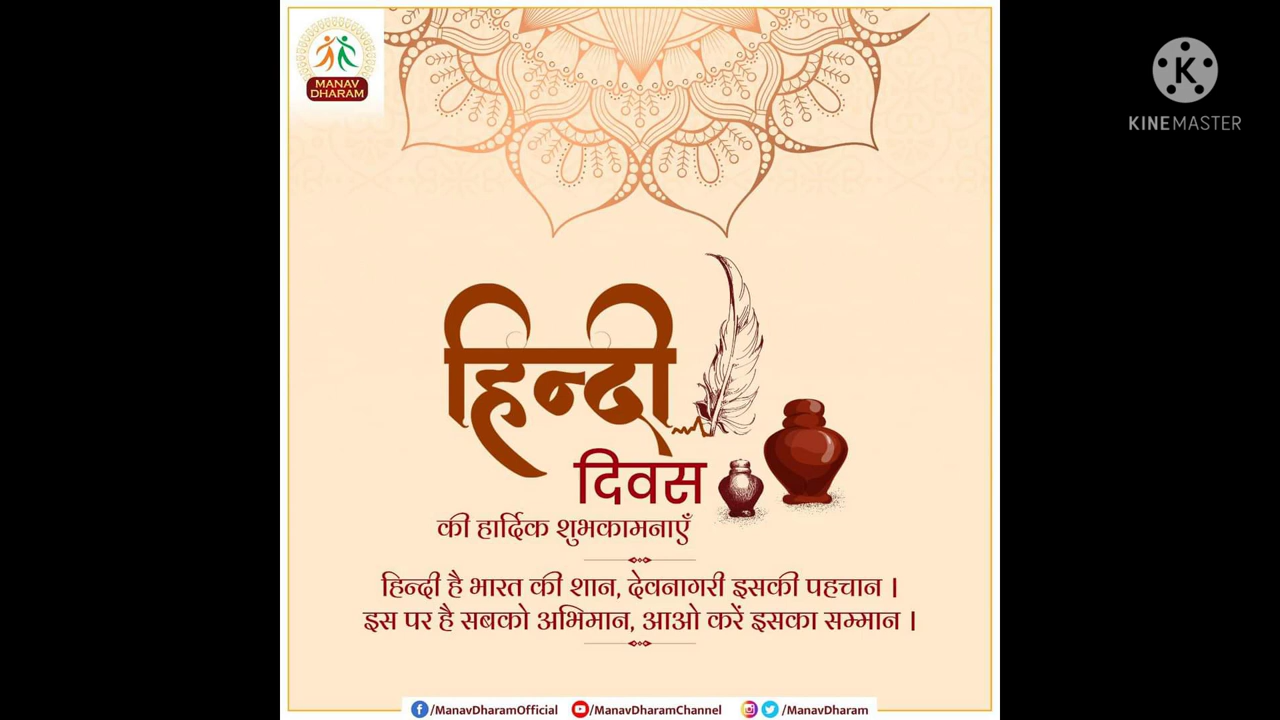 MANAV
DHARAM
K
KINEMASTER
हिन्दी
दिवस
की हार्दिक शुभकामनाएँ
हिन्दी है भारत की शान, देवनागरी इसकी पहचान ।
इस पर है सबको अभिमान, आओ करें इसका सम्मान ।
/ManavDharamOfficial /ManavDharamChannel /ManavDharam